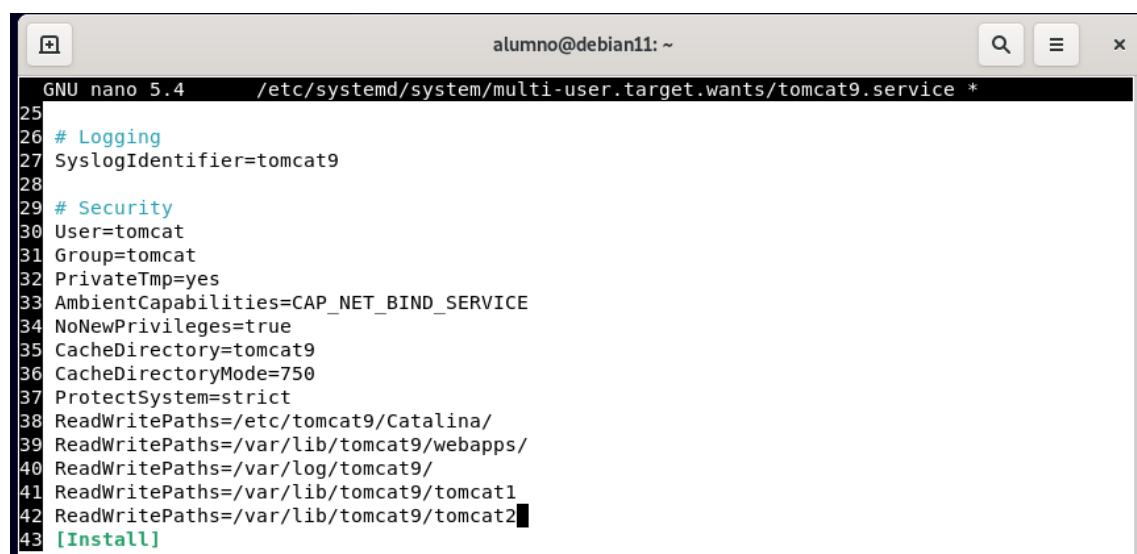 alumno@debian11: ~
GNU nano 5.4 /etc/systemd/system/multi-user.target.wants/tomcat9.service *
25
26 # Logging
27 SyslogIdentifier=tomcat9
28
29 # Security
30 User=tomcat
31 Group=tomcat
32 PrivateTmp=yes
33 AmbientCapabilities=CAP_NET_BIND_SERVICE
34 NoNewPrivileges=true
35 CacheDirectory=tomcat9
36 CacheDirectoryMode=750
37 ProtectSystem=strict
38 ReadWritePaths=/etc/tomcat9/Catalina/
39 ReadWritePaths=/var/lib/tomcat9/webapps/
40 ReadWritePaths=/var/log/tomcat9/
41 ReadWritePaths=/var/lib/tomcat9/tomcat1
42 ReadWritePaths=/var/lib/tomcat9/tomcat2
43 [Install]